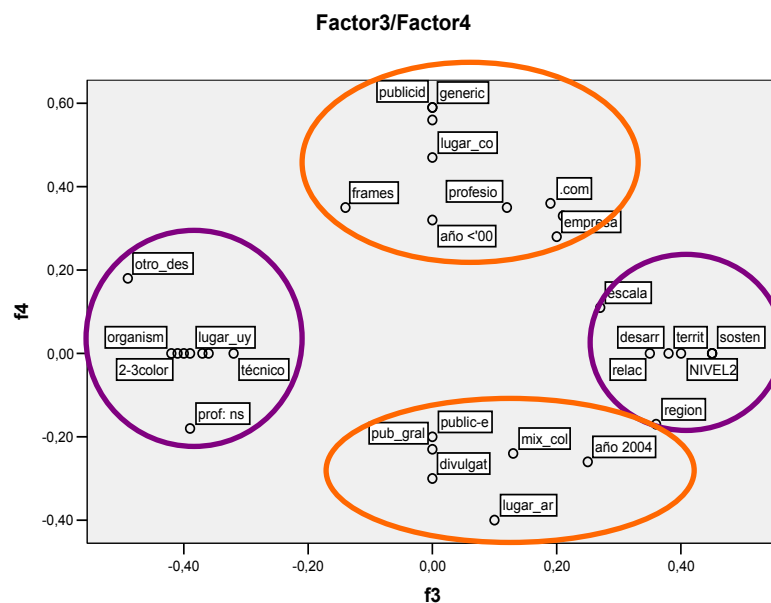 Factor3/Factor4
0,60
publicid
generic
lugar_co
0,40
frames
profesio
.com
empresa
año <'00
0,20
otro_des
escala
f4
organism
lugar_uy
desarr
territ
sosten
0,00
2-3color
técnico
relac
NIVEL2
prof: ns
region
-0,20
public-e
pub_gral
mix_col
año 2004
divulgat
lugar_ar
-0,40
-0,40
-0,20
0,00
0,20
0,40
f3